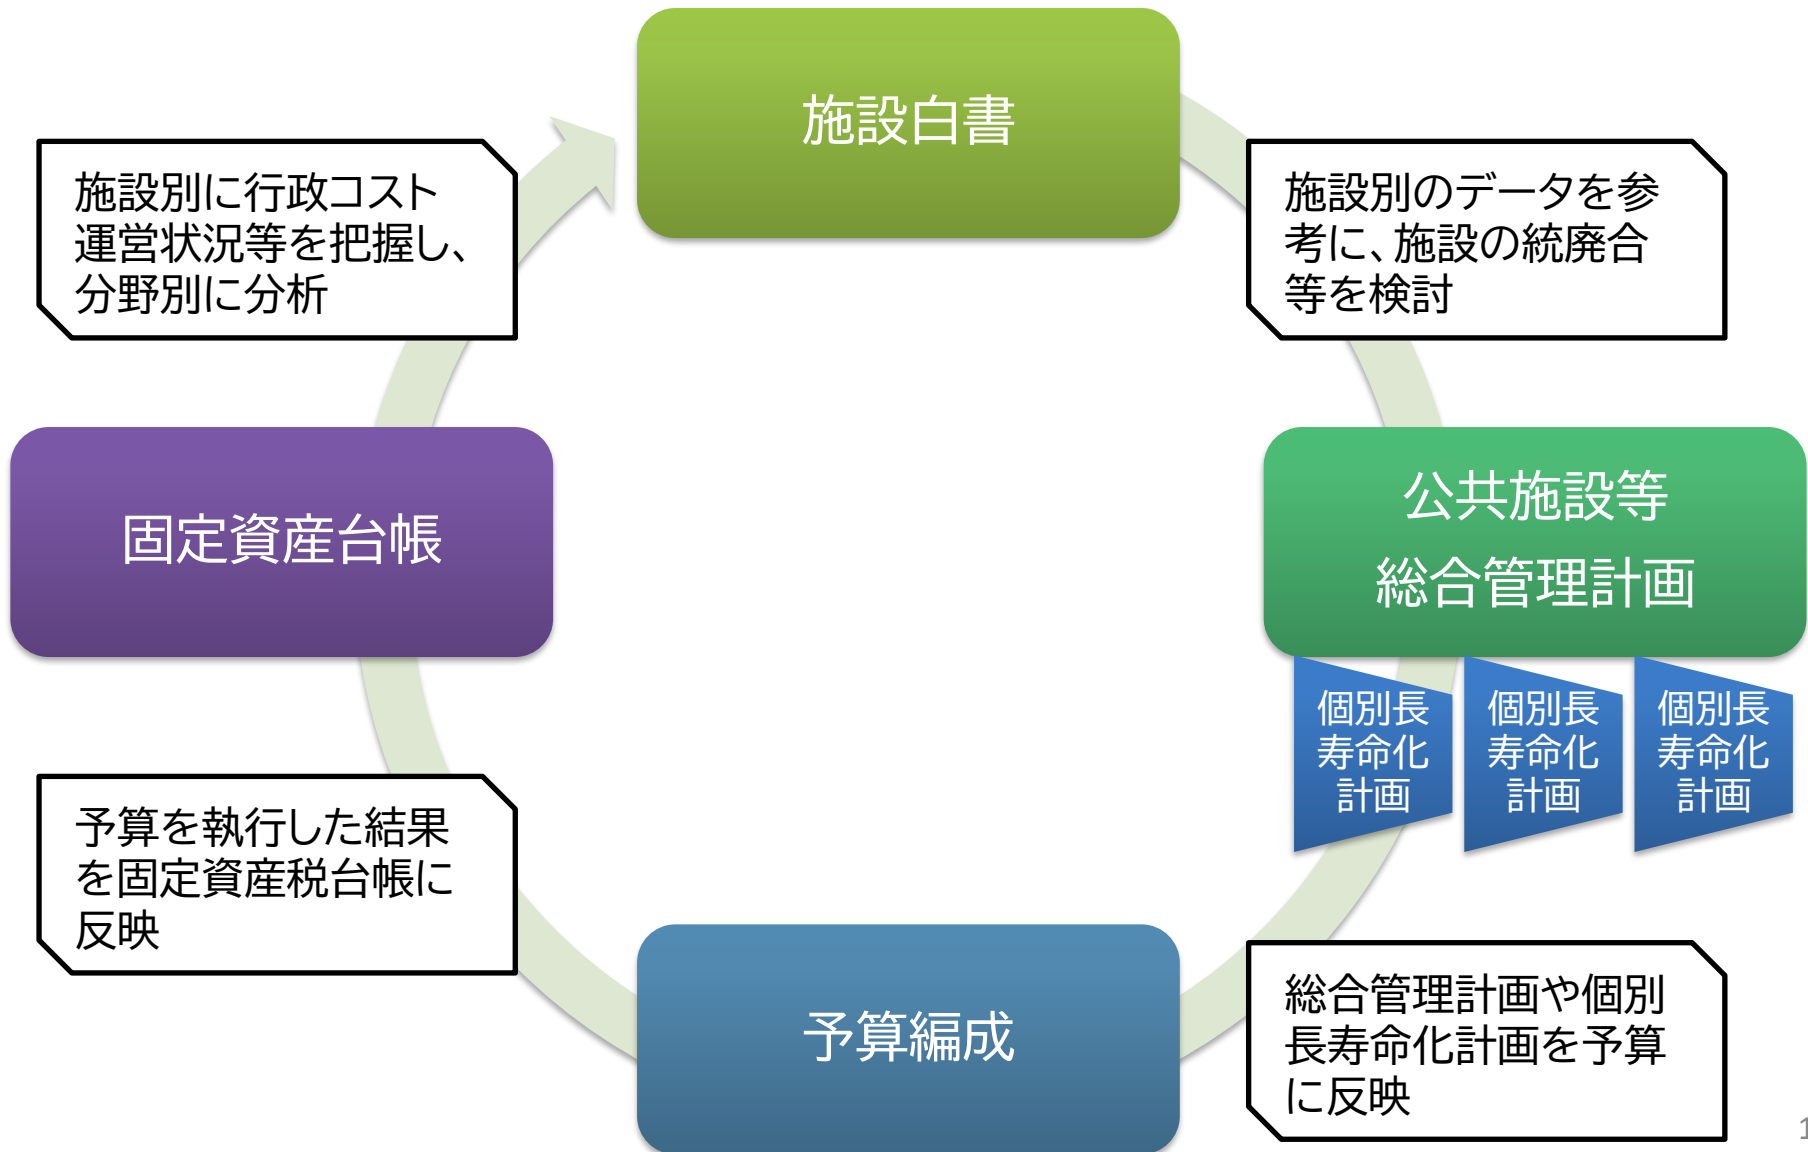 施設白書
施設別に行政コスト
運営状況等を把握し、
分野別に分析
施設別のデータを参
考に、施設の統廃合
等を検討
固定資産台帳
公共施設等
総合管理計画
個別長
寿命化
計画
個別長
寿命化
計画
個別長
寿命化
計画
予算を執行した結果
を固定資産税台帳に
反映
予算編成
総合管理計画や個別
長寿命化計画を予算
に反映
1